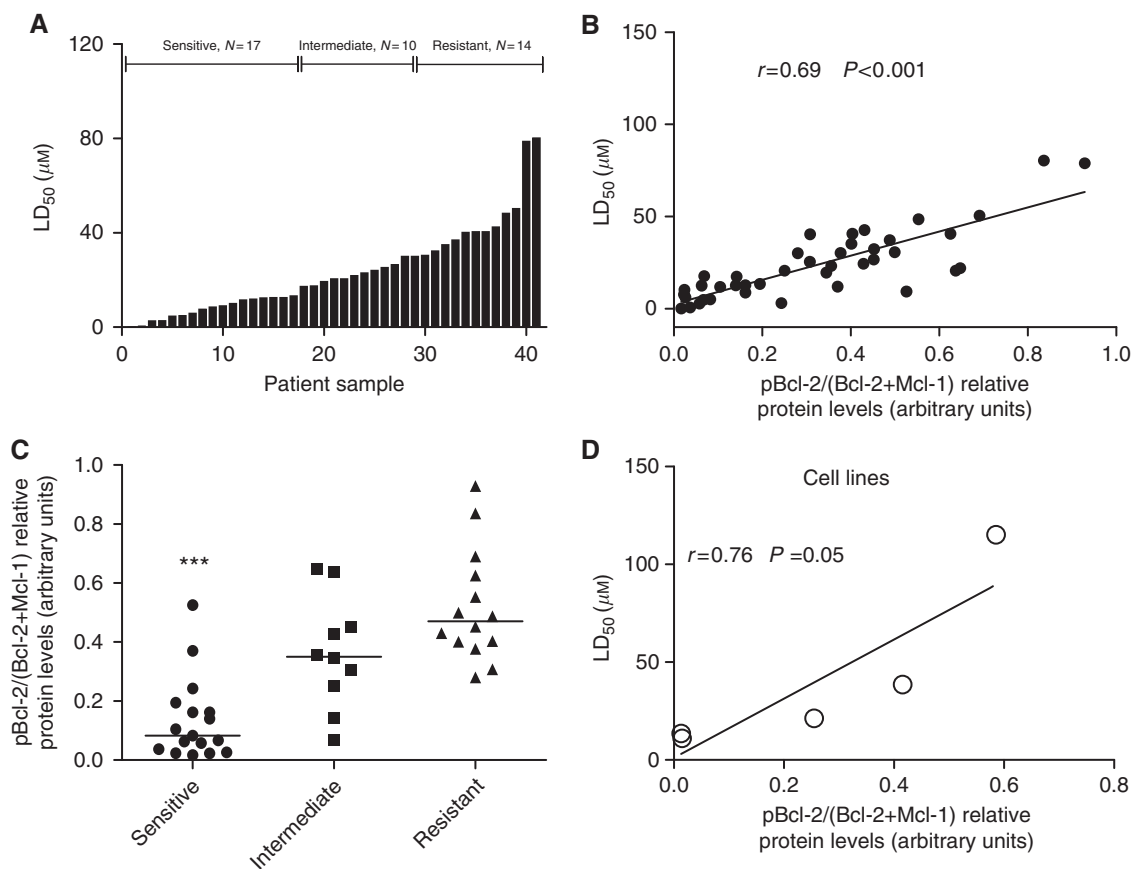 A
120
80
40
0
LD50 (μM)
Sensitive, N=17
Intermediate, N=10
Resistant, N=14
0
10
20
30
40
Patient sample
B
150
100
50
0
LD50 (μM)
r=0.69 P<0.001
0.0
0.2
0.4
0.6
0.8
1.0
pBcl-2/(Bcl-2+Mcl-1) relative
protein levels (arbitrary units)
C
1.0
0.8
0.6
0.4
0.2
0.0
pBcl-2/(Bcl-2+Mcl-1) relative
protein levels (arbitrary units)
***
Sensitive
Intermediate
Resistant
D
150
100
50
0
LD50 (μM)
Cell lines
r=0.76 P =0.05
0.0
0.2
0.4
0.6
0.8
pBcl-2/(Bcl-2+Mcl-1) relative
protein levels (arbitrary units)